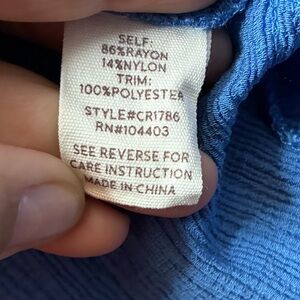 SELF:
86%RAYON
14%NYLON
TRIM:
100%POLYESTEA
STYLE#CR1786
RN#104403
SEE REVERSE FOR
CARE INSTRUCTION
MADE IN CHINA